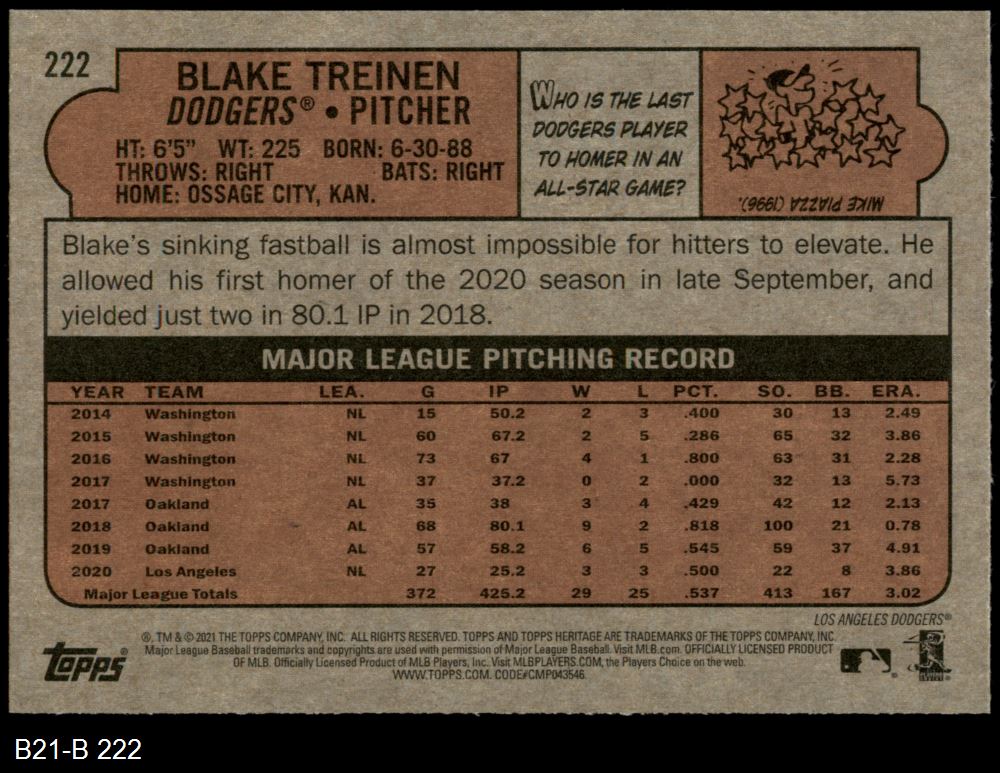 222
BLAKE TREINEN
DODGERS® • PITCHER
HT: 6'5" WT: 225 BORN: 6-30-88
THROWS: RIGHT BATS: RIGHT
HOME: OSSAGE CITY, KAN.
WHO IS THE LAST
DODGERS PLAYER
TO HOMER IN AN
ALL-STAR GAME?
MIKE PIAZZA (1996).
Blake's sinking fastball is almost impossible for hitters to elevate. He
allowed his first homer of the 2020 season in late September, and
yielded just two in 80.1 IP in 2018.
MAJOR LEAGUE PITCHING RECORD
YEAR TEAM LEA. G IP W L PCT. SO. BB. ERA.
2014 Washington NL 15 50.2 2 3 .400 30 13 2.49
2015 Washington NL 60 67.2 2 5 .286 65 32 3.86
2016 Washington NL 73 67 4 1 .800 63 31 2.28
2017 Washington NL 37 37.2 0 2 .000 32 13 5.73
2017 Oakland AL 35 38 3 4 .429 42 12 2.13
2018 Oakland AL 68 80.1 9 2 .818 100 21 0.78
2019 Oakland AL 57 58.2 6 5 .545 59 37 4.91
2020 Los Angeles NL 27 25.2 3 3 .500 22 8 3.86
Major League Totals 372 425.2 29 25 .537 413 167 3.02
LOS ANGELES DODGERS®
®, TM & © 2021 THE TOPPS COMPANY, INC. ALL RIGHTS RESERVED. TOPPS AND TOPPS HERITAGE ARE TRADEMARKS OF THE TOPPS COMPANY, INC.
Major League Baseball trademarks and copyrights are used with permission of Major League Baseball. Visit MLB.com. OFFICIALLY LICENSED PRODUCT
OF MLB. Officially Licensed Product of MLB Players, Inc. Visit MLBPLAYERS.COM, the Players Choice on the web.
WWW.TOPPS.COM. CODE#CMP043546.
topps®
B21-B 222